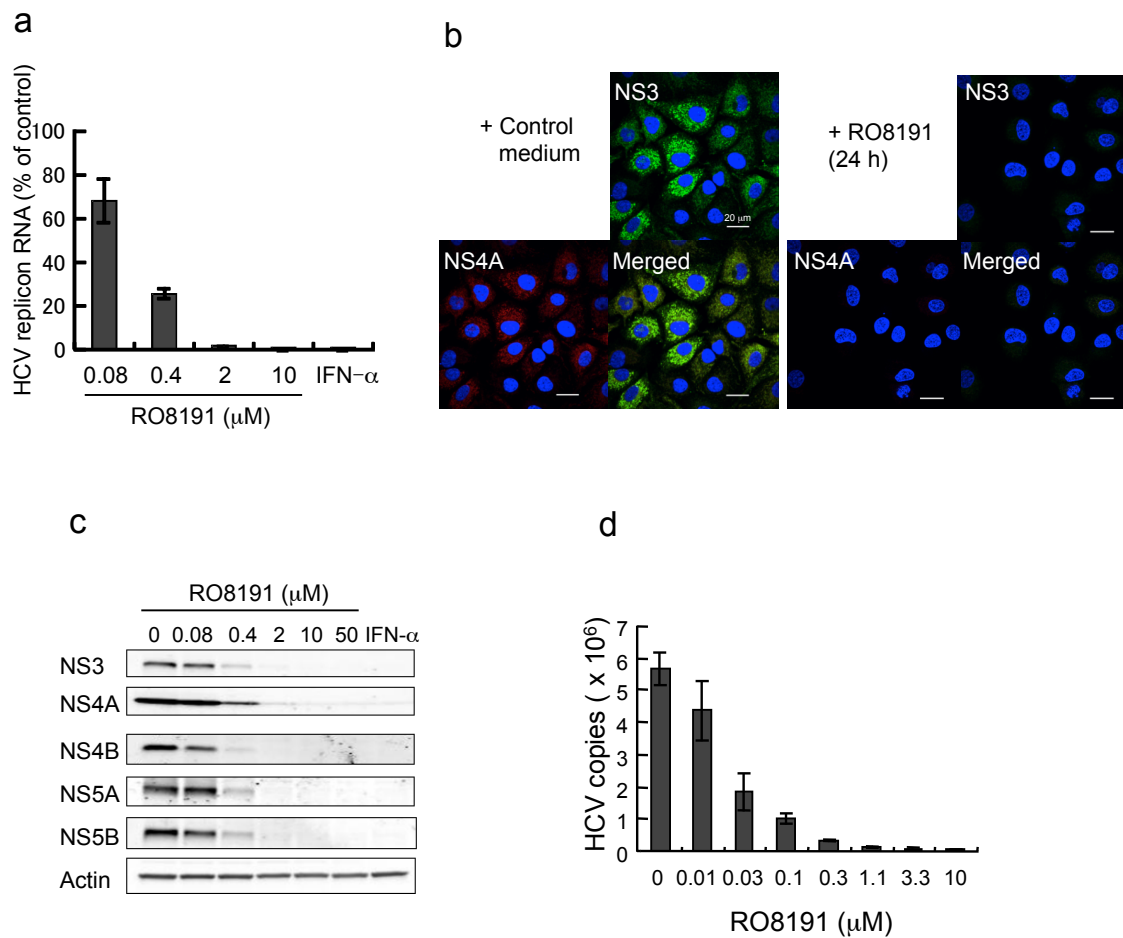 a
HCV replicon RNA (% of control)
100
80
60
40
20
0
0.08 0.4 2 10 IFN-α
RO8191 (μM)
b
+ Control
medium
NS3
20 μm
NS4A
Merged
+ RO8191
(24 h)
NS3
NS4A
Merged
c
RO8191 (μM)
0 0.08 0.4 2 10 50 IFN-α
NS3
NS4A
NS4B
NS5A
NS5B
Actin
d
HCV copies ( x 10⁶)
7
6
5
4
3
2
1
0
0 0.01 0.03 0.1 0.3 1.1 3.3 10
RO8191 (μM)